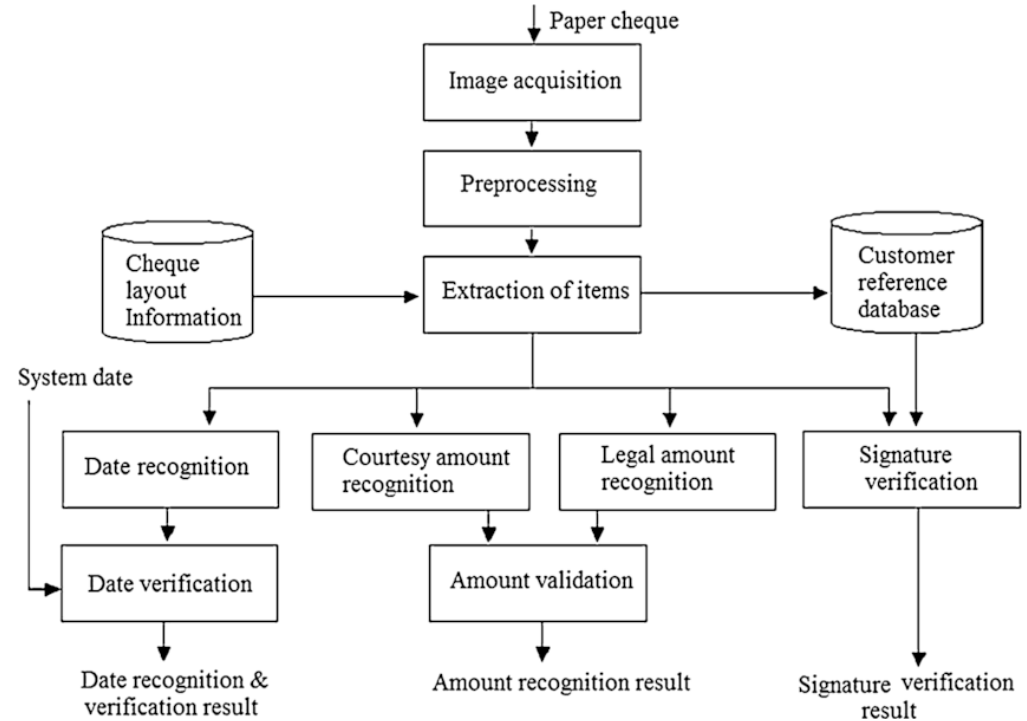 Paper cheque
Image acquisition
Preprocessing
Cheque
layout
Information
Extraction of items
Customer
reference
database
System date
Date recognition
Courtesy amount
recognition
Legal amount
recognition
Signature
verification
Date verification
Amount validation
Date recognition &
verification result
Amount recognition result
Signature verification
result